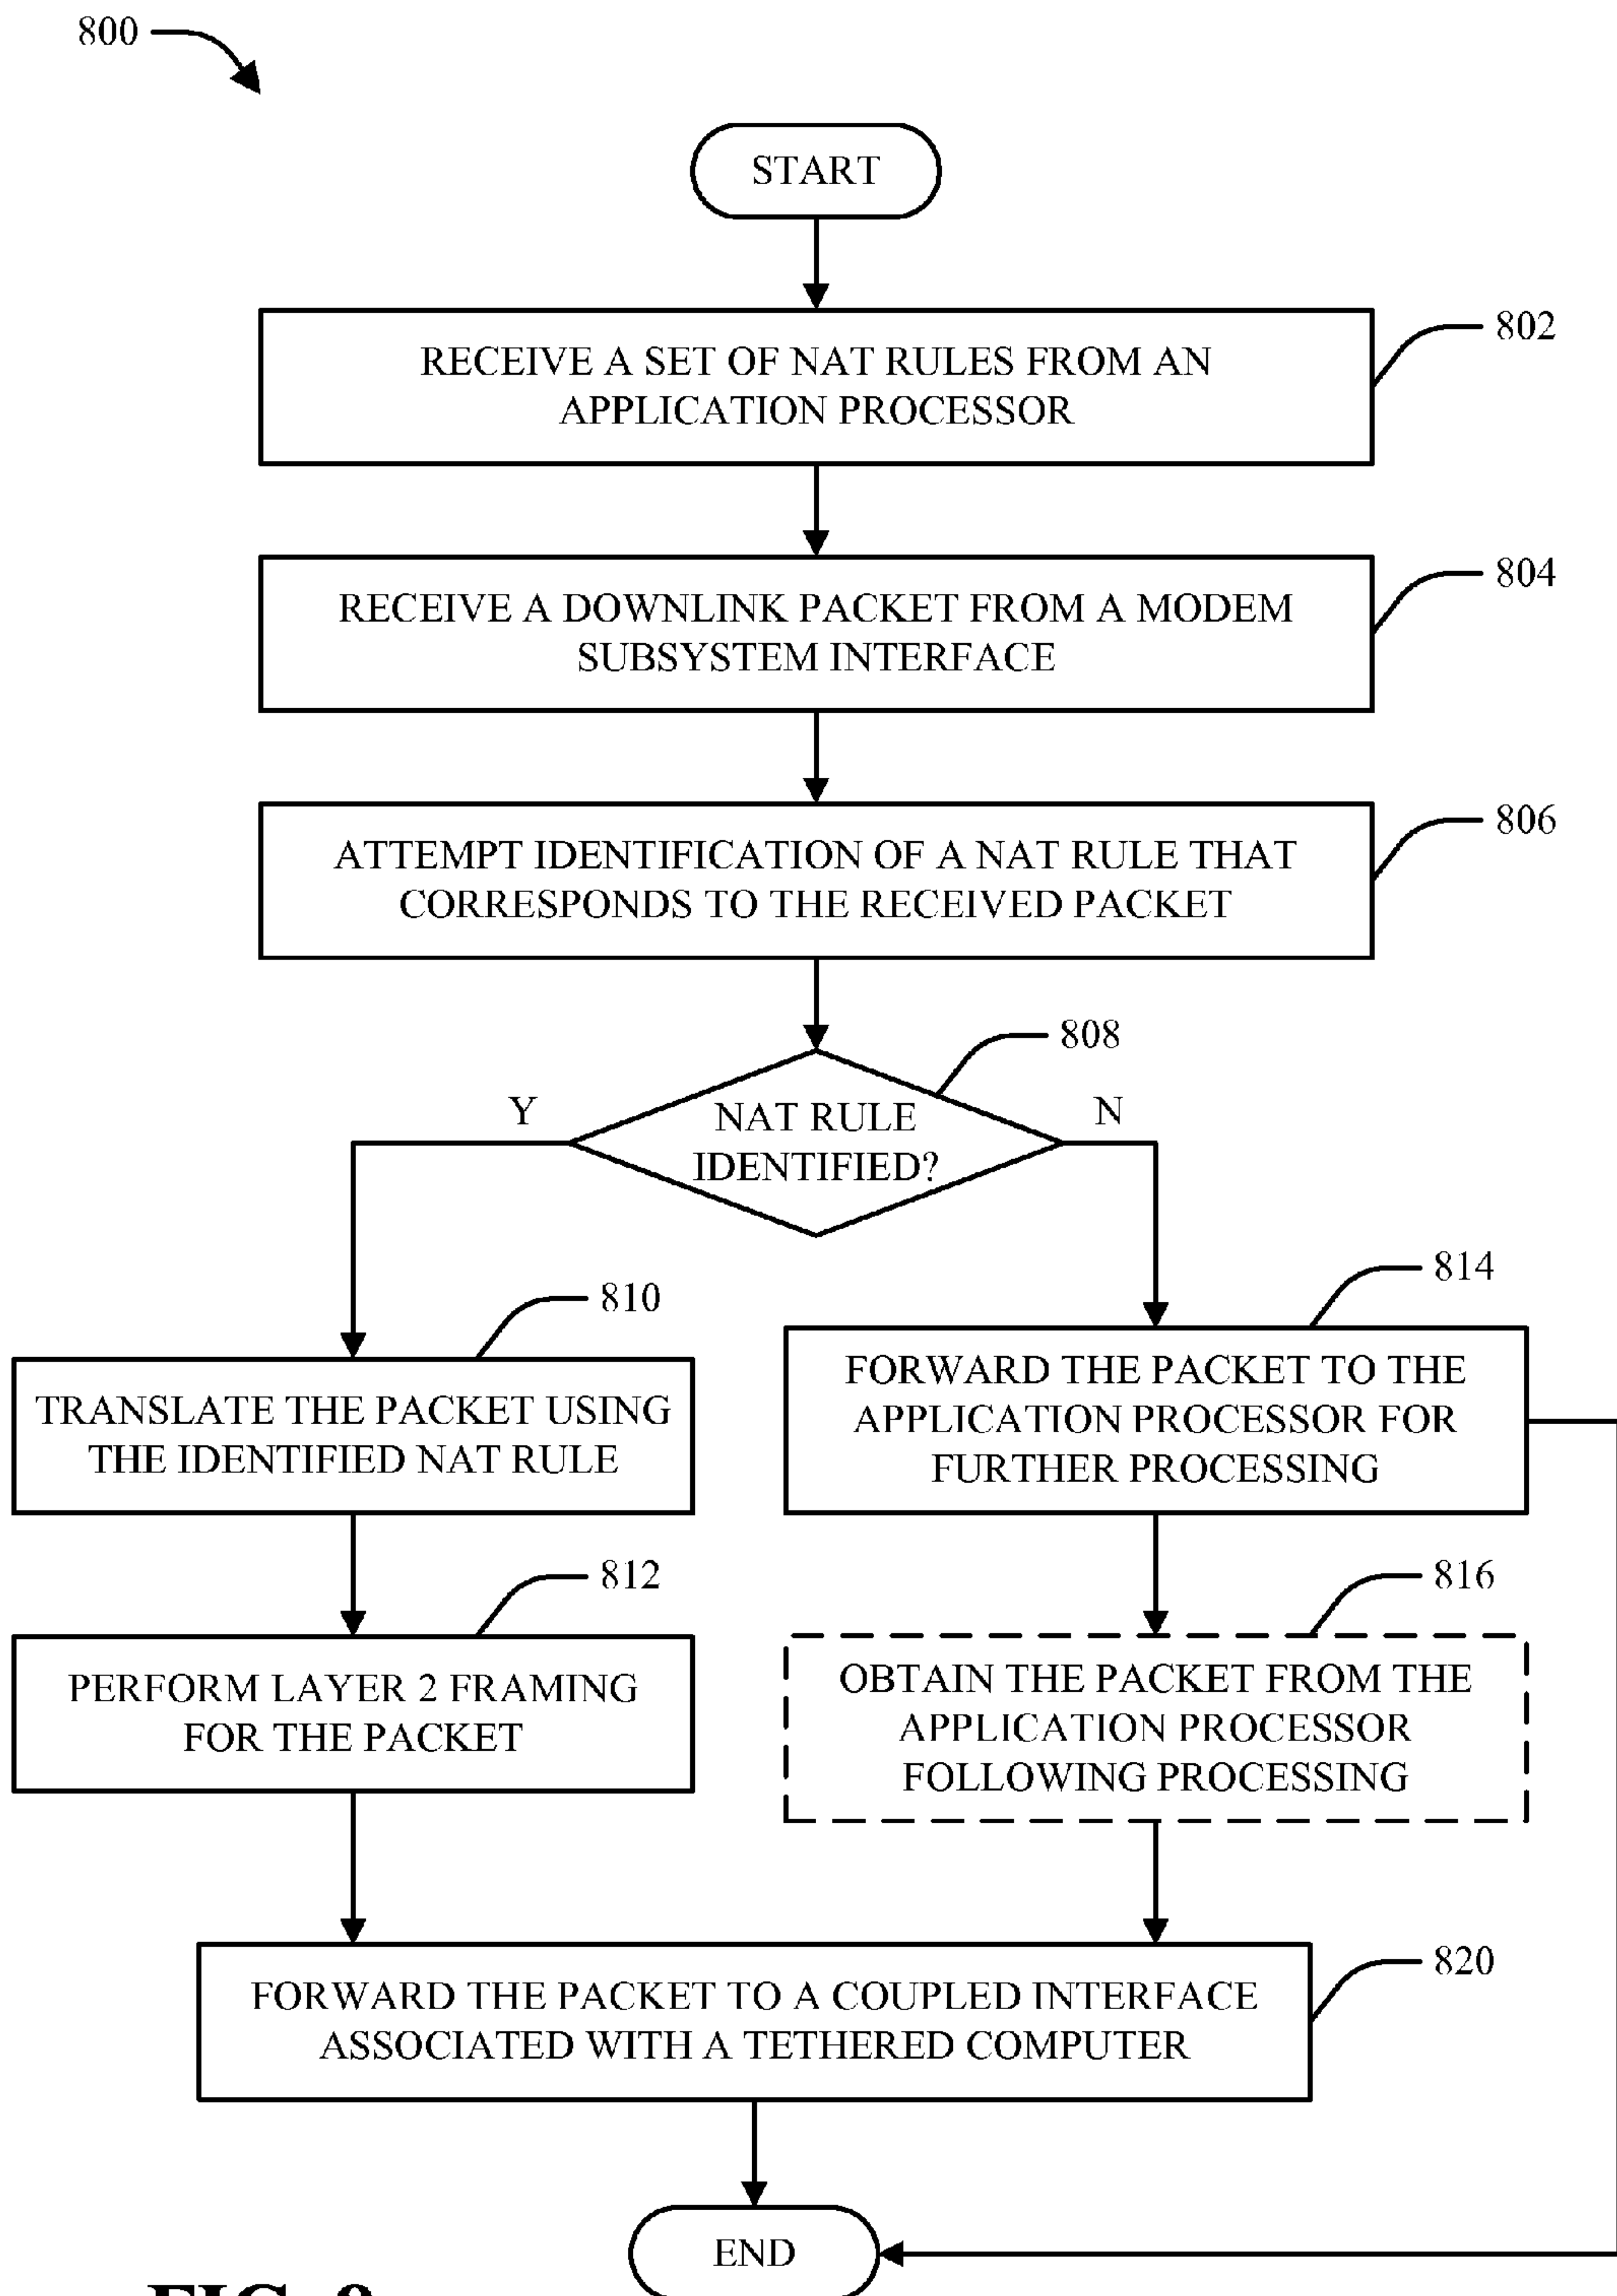 800
START
RECEIVE A SET OF NAT RULES FROM AN
APPLICATION PROCESSOR
802
RECEIVE A DOWNLINK PACKET FROM A MODEM
SUBSYSTEM INTERFACE
804
ATTEMPT IDENTIFICATION OF A NAT RULE THAT
CORRESPONDS TO THE RECEIVED PACKET
806
808
Y
NAT RULE
IDENTIFIED?
N
810
TRANSLATE THE PACKET USING
THE IDENTIFIED NAT RULE
814
FORWARD THE PACKET TO THE
APPLICATION PROCESSOR FOR
FURTHER PROCESSING
812
PERFORM LAYER 2 FRAMING
FOR THE PACKET
816
OBTAIN THE PACKET FROM THE
APPLICATION PROCESSOR
FOLLOWING PROCESSING
820
FORWARD THE PACKET TO A COUPLED INTERFACE
ASSOCIATED WITH A TETHERED COMPUTER
END
FIG.